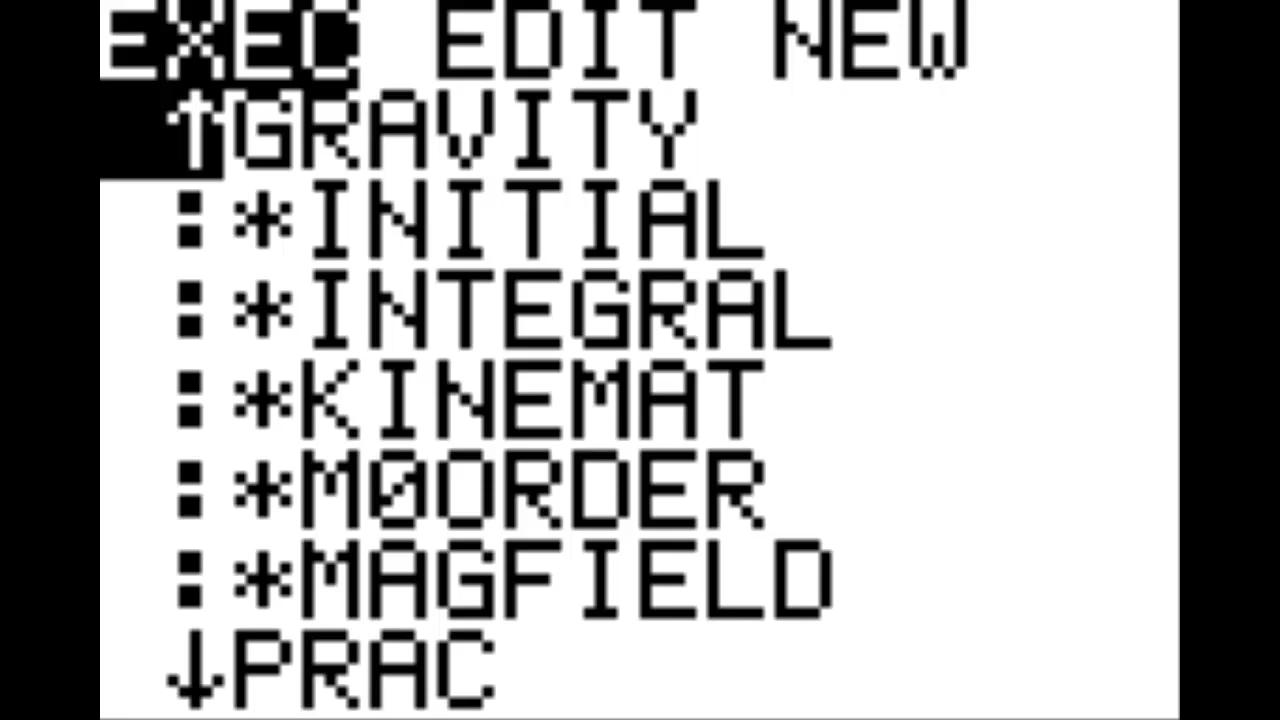 EXEC EDIT NEW
↑GRAVITY
:*INITIAL
:*INTEGRAL
:*KINEMAT
:*M0ORDER
:*MAGFIELD
↓PRAC